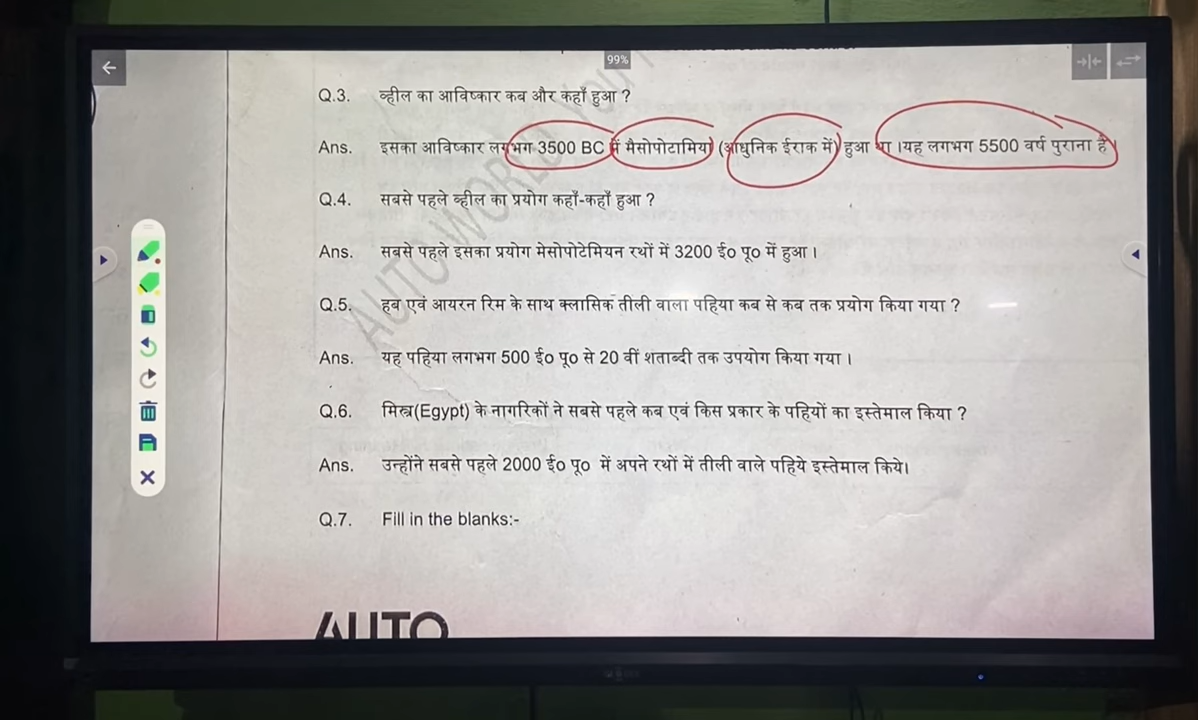 99%
Q.3. व्हील का आविष्कार कब और कहाँ हुआ ?
Ans. इसका आविष्कार लगभग 3500 BC में मैसोपोटामिया (आधुनिक ईराक में) हुआ था ।यह लगभग 5500 वर्ष पुराना है
Q.4. सबसे पहले व्हील का प्रयोग कहाँ-कहाँ हुआ ?
Ans. सबसे पहले इसका प्रयोग मेसोपोटेमियन रथों में 3200 ई० पू० में हुआ ।
Q.5. हब एवं आयरन रिम के साथ क्लासिक तीली वाला पहिया कब से कब तक प्रयोग किया गया ?
Ans. यह पहिया लगभग 500 ई० पू० से 20 वीं शताब्दी तक उपयोग किया गया ।
Q.6. मिस्त्र(Egypt) के नागरिकों ने सबसे पहले कब एवं किस प्रकार के पहियों का इस्तेमाल किया ?
Ans. उन्होंने सबसे पहले 2000 ई० पू० में अपने रथों में तीली वाले पहिये इस्तेमाल किये।
Q.7. Fill in the blanks:-
AUTO
AUTO WORLD